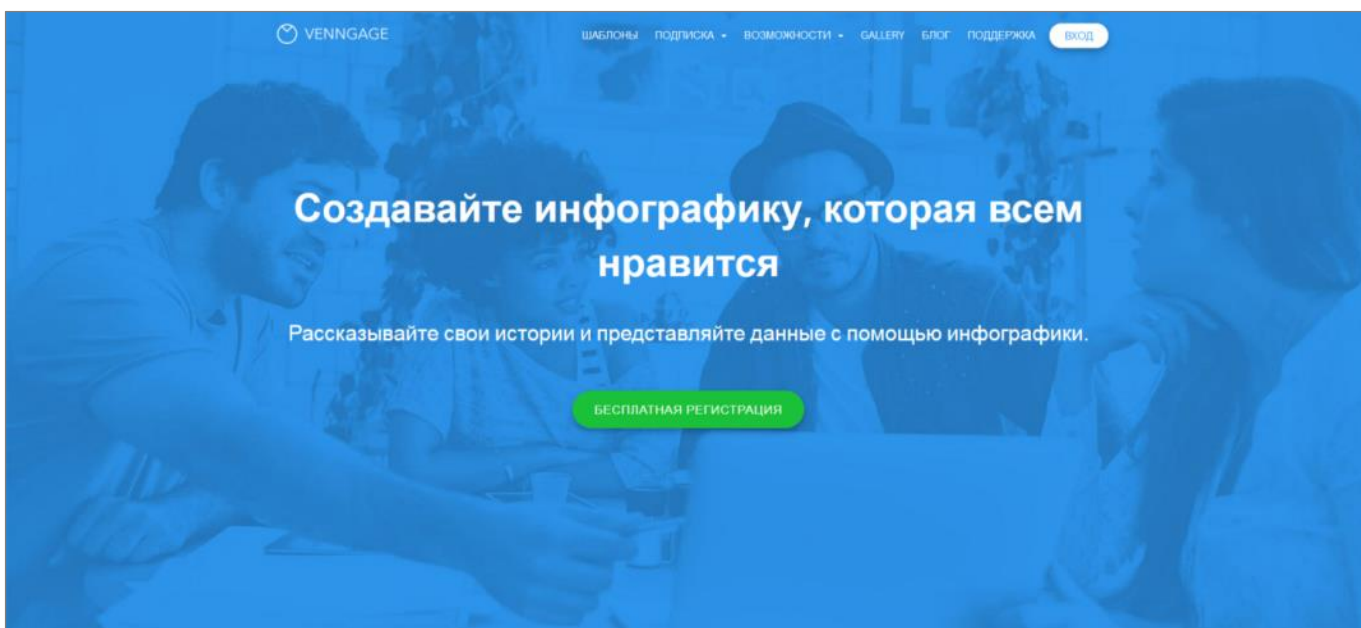 VENNGAGE
ШАБЛОНЫ ПОДПИСКА ВОЗМОЖНОСТИ GALLERY БЛОГ ПОДДЕРЖКА ВХОД
Создавайте инфографику, которая всем
нравится
Рассказывайте свои истории и представляйте данные с помощью инфографики.
БЕСПЛАТНАЯ РЕГИСТРАЦИЯ